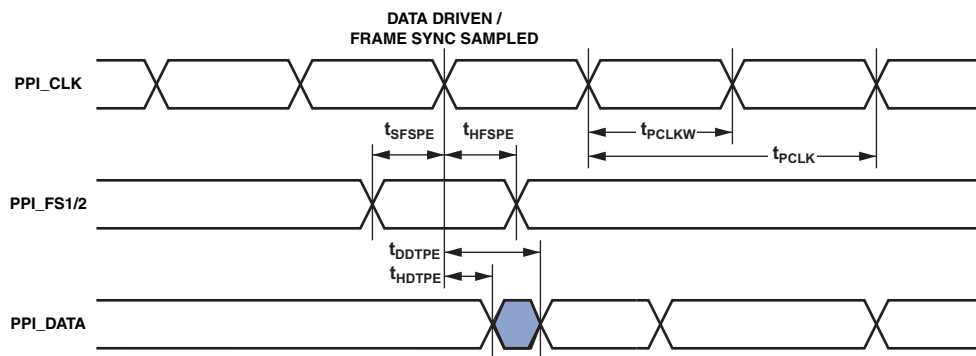 DATA DRIVEN /
FRAME SYNC SAMPLED
PPI_CLK
tSFSPE
tHFSPE
tPCLKW
tPCLK
PPI_FS1/2
tDDTPE
tHDTPE
PPI_DATA